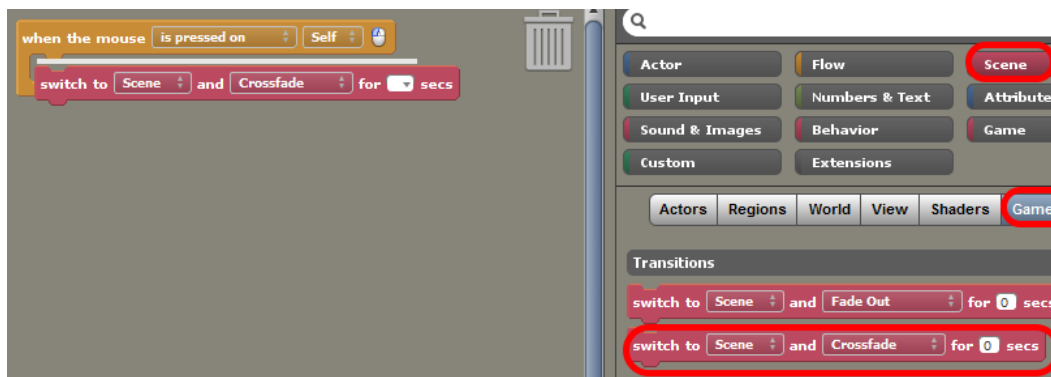 when the mouse is pressed on Self
switch to Scene and Crossfade for secs
Actor Flow Scene
User Input Numbers & Text Attribute
Sound & Images Behavior Game
Custom Extensions
Actors Regions World View Shaders Game
Transitions
switch to Scene and Fade Out for 0 secs
switch to Scene and Crossfade for 0 secs